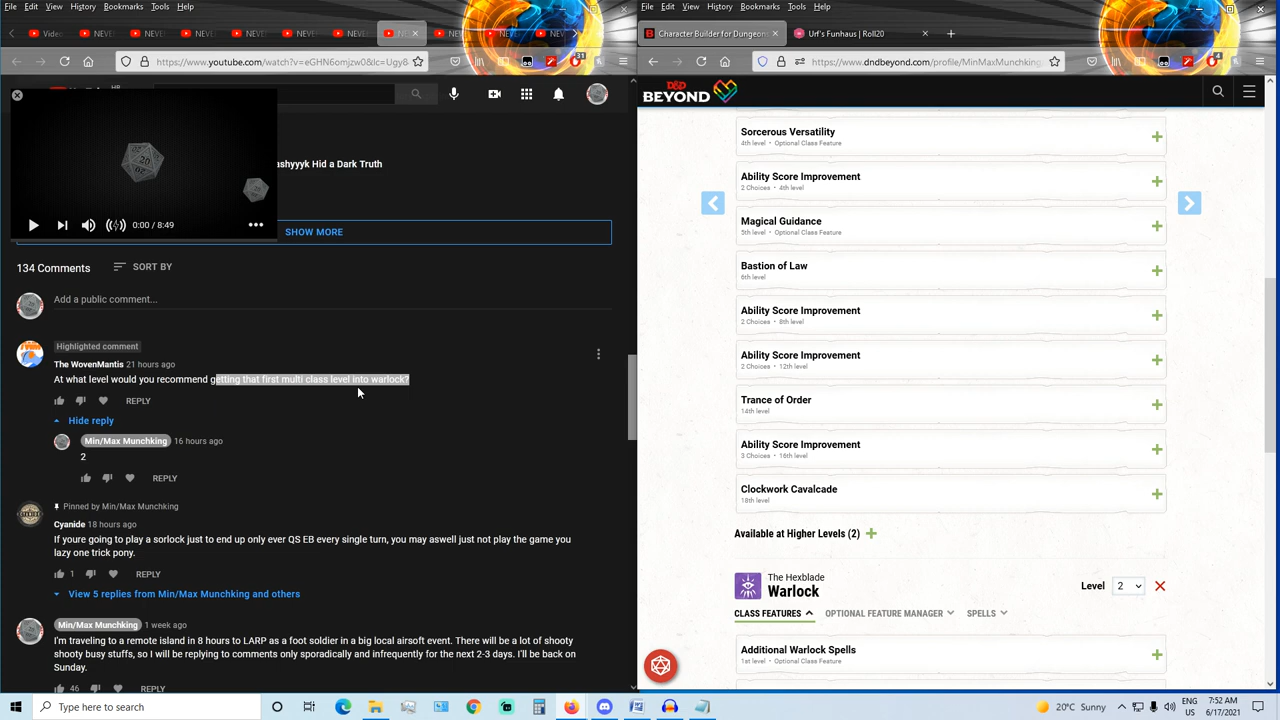 File Edit View History Bookmarks Tools Help
Video
NEVE
NEVE
NEVE
NEVE
NEVE
NEVE
https://www.youtube.com/watch?v=eGHN6omjzw0&lc=Ug
31
HR
ashyyyk Hid a Dark Truth
0:00 / 8:49
SHOW MORE
134 Comments SORT BY
Add a public comment...
Highlighted comment
The WovenMantis 21 hours ago
At what level would you recommend getting that first multi class level into warlock?
REPLY
Hide reply
Min/Max Munchking 16 hours ago
2
REPLY
Pinned by Min/Max Munchking
Cyanide 18 hours ago
If youre going to play a sorlock just to end up only ever QS EB every single turn, you may aswell just not play the game you
lazy one trick pony.
1 REPLY
View 5 replies from Min/Max Munchking and others
Min/Max Munchking 1 week ago
I'm traveling to a remote island in 8 hours to LARP as a foot soldier in a big local airsoft event. There will be a lot of shooty
shooty busy stuffs, so I will be replying to comments only sporadically and infrequently for the next 2-3 days. I'll be back on
Sunday.
46 REPLY
File Edit View History Bookmarks Tools Help
Character Builder for Dungeons
Urf's Funhaus | Roll20
https://www.dndbeyond.com/profile/MinMaxMunchking
D&D
BEYOND
Sorcerous Versatility
4th level • Optional Class Feature
Ability Score Improvement
2 Choices • 4th level
Magical Guidance
5th level • Optional Class Feature
Bastion of Law
6th level
Ability Score Improvement
2 Choices • 8th level
Ability Score Improvement
2 Choices • 12th level
Trance of Order
14th level
Ability Score Improvement
3 Choices • 16th level
Clockwork Cavalcade
18th level
Available at Higher Levels (2)
The Hexblade
Warlock
Level 2
CLASS FEATURES OPTIONAL FEATURE MANAGER SPELLS
Additional Warlock Spells
1st level • Optional Class Feature
Type here to search
20°C Sunny
ENG
US
7:52 AM
6/17/2021